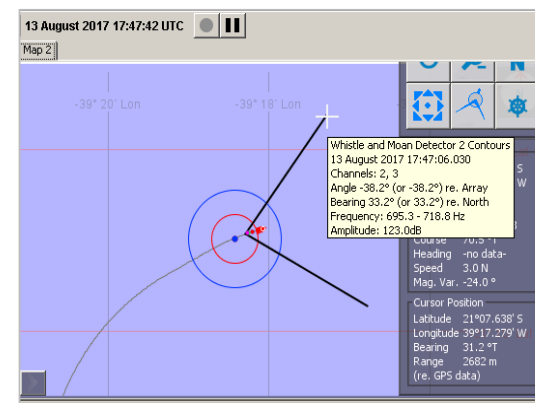 13 August 2017 17:47:42 UTC
Map 2
-39° 20' Lon
-39° 18' Lon
N
Whistle and Moan Detector 2 Contours
13 August 2017 17:47:06.030
Channels: 2, 3
Angle -38.2° (or -38.2°) re. Array
Bearing 33.2° (or 33.2°) re. North
Frequency: 695.3 - 718.8 Hz
Amplitude: 123.0dB
S
W
Course 70.5 °T
Heading -no data-
Speed 3.0 N
Mag. Var. -24.0 °
Cursor Position
Latitude 21°07.638' S
Longitude 39°17.279' W
Bearing 31.2 °T
Range 2682 m
(re. GPS data)